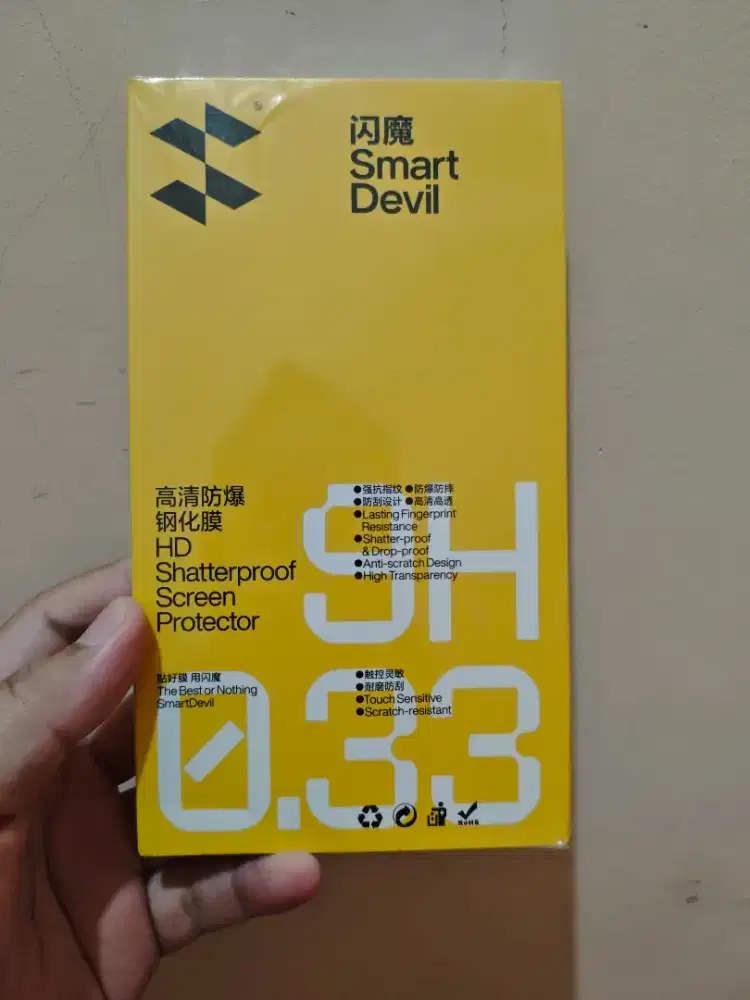 ®
闪魔
Smart
Devil
高清防爆
钢化膜
HD
Shatterproof
Screen
Protector
9H
●强抗指纹 ●防爆防摔
●防刮设计 ●高清高透
●Lasting Fingerprint
Resistance
●Shatter-proof
& Drop-proof
●Anti-scratch Design
●High Transparency
贴好膜 用闪魔
The Best or Nothing
SmartDevil
●触控灵敏
●耐磨防刮
●Touch Sensitive
●Scratch-resistant
0.33
RoHS